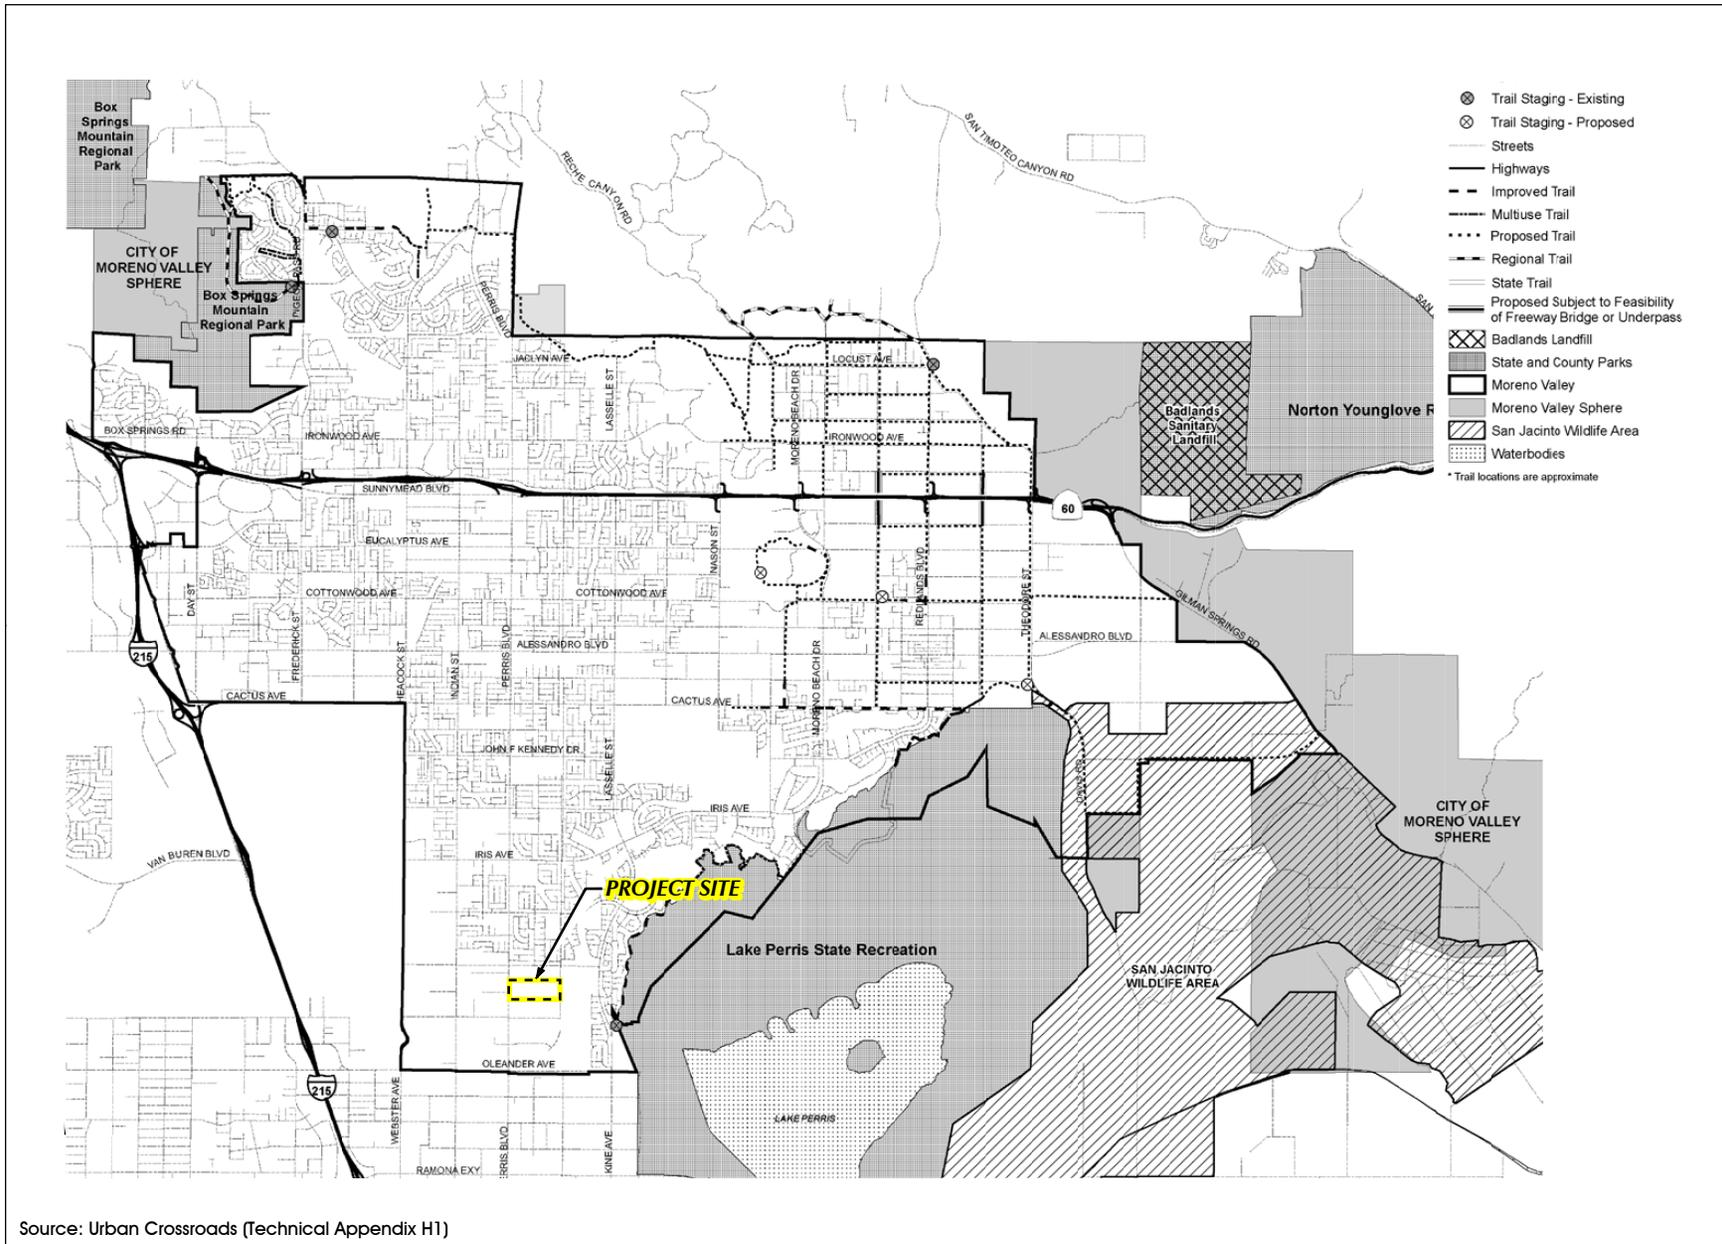 Box
Springs
Mountain
Regional
Park
CITY OF
MORENO VALLEY
SPHERE
Box Springs
Mountain
Regional Park
RECHE CANYON RD
SAN TIMOTEO CANYON RD
SAN
Trail Staging - Existing
Trail Staging - Proposed
Streets
Highways
Improved Trail
Multiuse Trail
Proposed Trail
Regional Trail
State Trail
Proposed Subject to Feasibility
of Freeway Bridge or Underpass
Badlands Landfill
State and County Parks
Moreno Valley
Moreno Valley Sphere
San Jacinto Wildlife Area
Waterbodies
* Trail locations are approximate
PERRIS BLVD
JACLYN AVE
LOCUST AVE
LASSELLE ST
MORENO BEACH DR
Badlands
Sanitary
Landfill
Norton Younglove R
BOX SPRINGS RD
IRONWOOD AVE
IRONWOOD AVE
SUNNYMEAD BLVD
60
EUCALYPTUS AVE
NASON ST
REDLANDS BLVD
THEODORE ST
DAY ST
COTTONWOOD AVE
COTTONWOOD AVE
GILMAN SPRINGS RD
FREDERICK ST
HEACOCK ST
INDIAN ST
PERRIS BLVD
ALESSANDRO BLVD
ALESSANDRO BLVD
215
CACTUS AVE
CACTUS AVE
MORENO BEACH DR
JOHN F KENNEDY DR
LASSELLE ST
DAVIS RD
IRIS AVE
CITY OF
MORENO VALLEY
SPHERE
VAN BUREN BLVD
IRIS AVE
PROJECT SITE
Lake Perris State Recreation
SAN JACINTO
WILDLIFE AREA
OLEANDER AVE
215
WEBSTER AVE
LAKE PERRIS
RRIS BLVD
KINE AVE
RAMONA EXY
Source: Urban Crossroads (Technical Appendix H1)